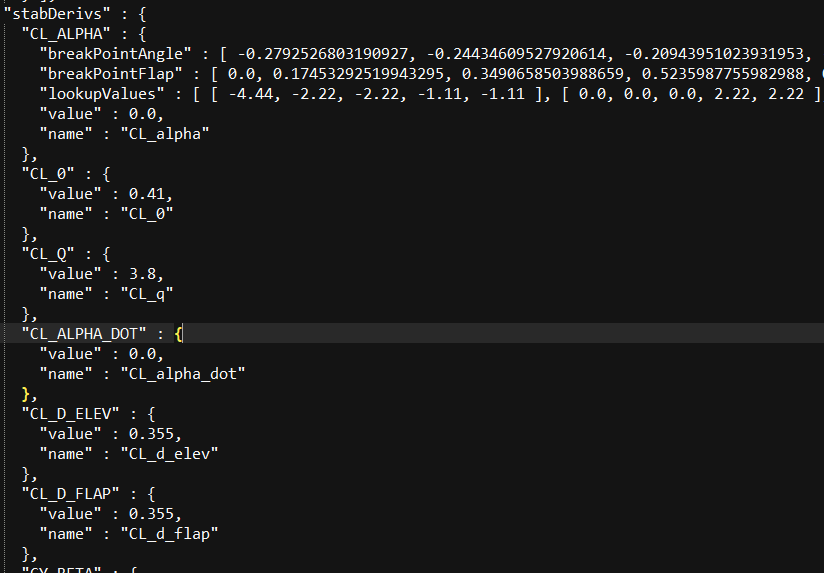 "stabDerivs" : {
"CL_ALPHA" : {
"breakPointAngle" : [ -0.2792526803190927, -0.24434609527920614, -0.20943951023931953,
"breakPointFlap" : [ 0.0, 0.17453292519943295, 0.3490658503988659, 0.5235987755982988,
"lookupValues" : [ [ -4.44, -2.22, -2.22, -1.11, -1.11 ], [ 0.0, 0.0, 0.0, 2.22, 2.22 ]
"value" : 0.0,
"name" : "CL_alpha"
},
"CL_0" : {
"value" : 0.41,
"name" : "CL_0"
},
"CL_Q" : {
"value" : 3.8,
"name" : "CL_q"
},
"CL_ALPHA_DOT" : {
"value" : 0.0,
"name" : "CL_alpha_dot"
},
"CL_D_ELEV" : {
"value" : 0.355,
"name" : "CL_d_elev"
},
"CL_D_FLAP" : {
"value" : 0.355,
"name" : "CL_d_flap"
},